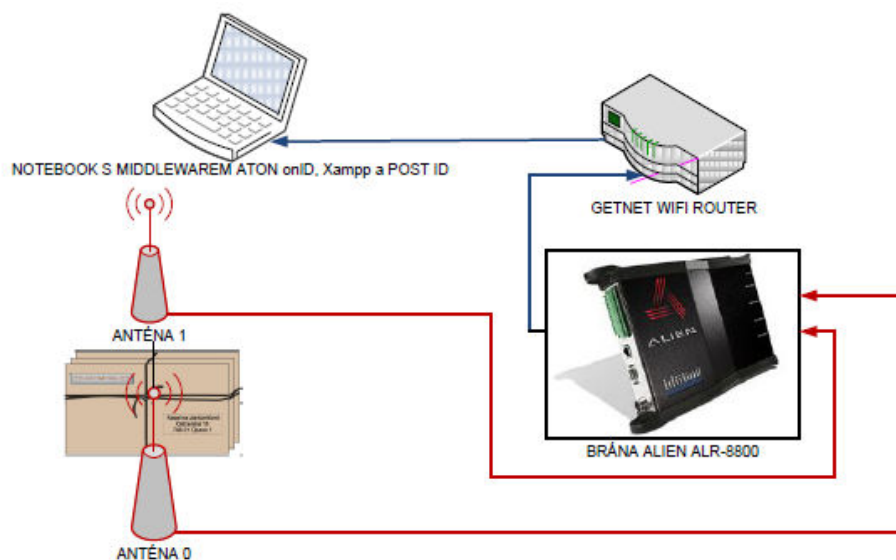 NOTEBOOK S MIDDLEWAREM ATON onID, Xampp a POST ID
GETNET WIFI ROUTER
ANTÉNA 1
ALIEN
BRÁNA ALIEN ALR-8800
ANTÉNA 0